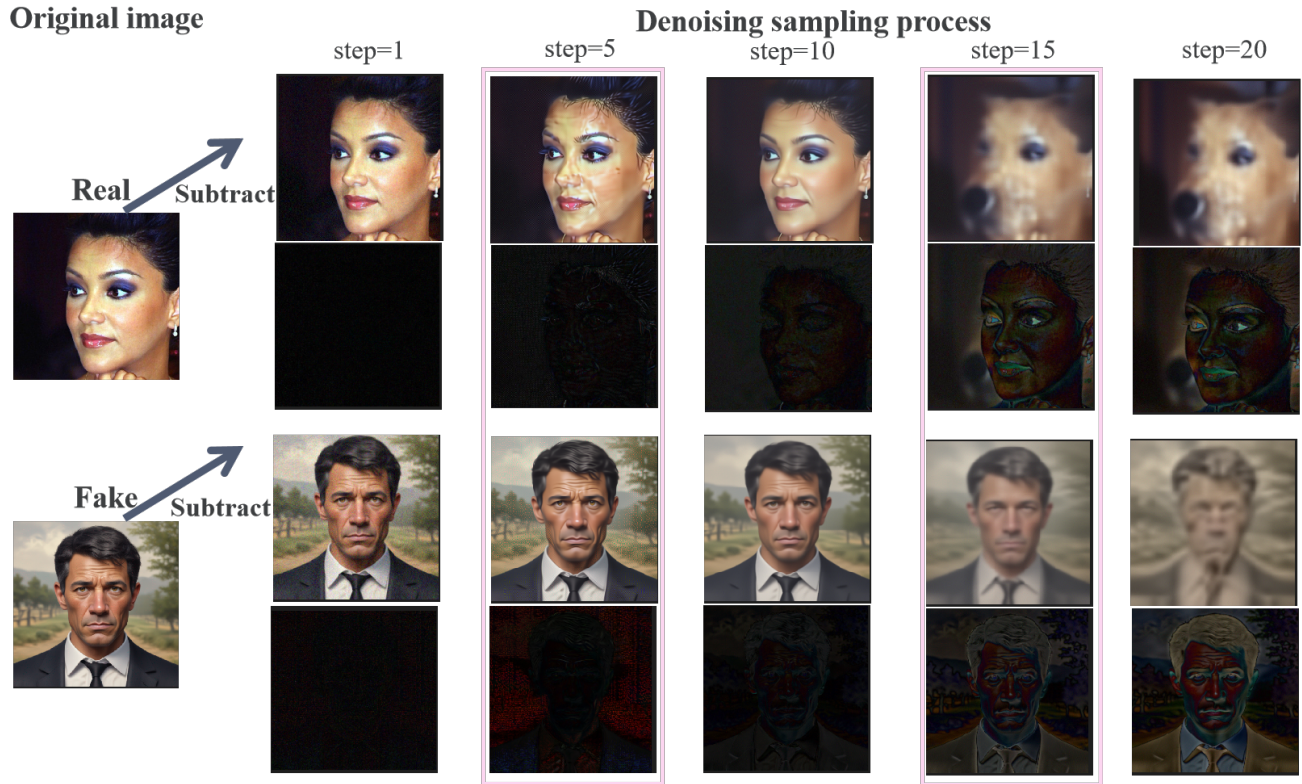 Original image
Denoising sampling process
step=1
step=5
step=10
step=15
step=20
Real
Subtract
Fake
Subtract